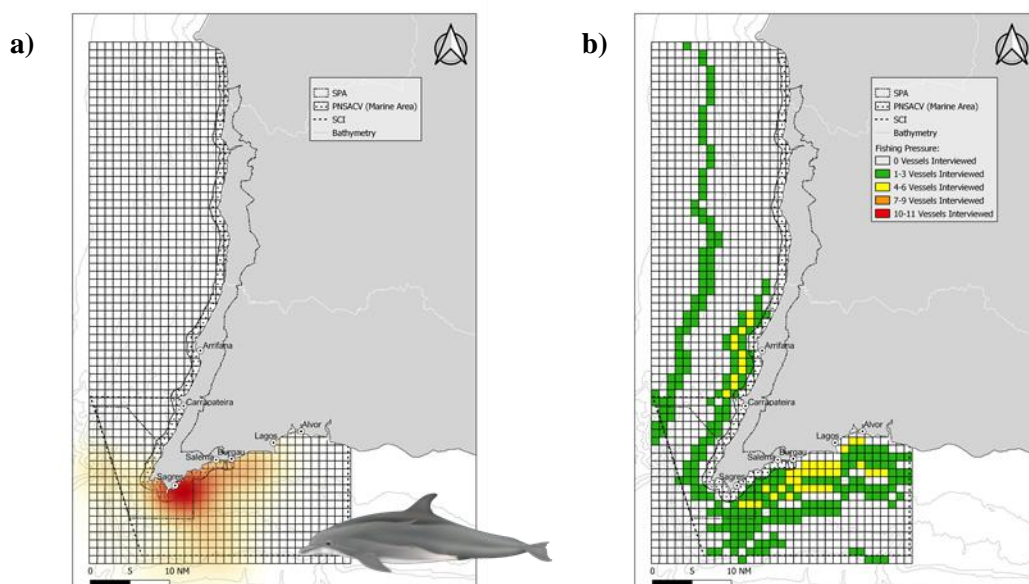 a)
SPA
PNSACV (Marine Area)
SCI
Bathymetry
Arrifana
Carrapateira
Lagos
Alvor
Salema
Burgau
Sagres
0 5 10 NM
b)
SPA
PNSACV (Marine Area)
SCI
Bathymetry
Fishing Pressure:
0 Vessels Interviewed
1-3 Vessels Interviewed
4-6 Vessels Interviewed
7-9 Vessels Interviewed
10-11 Vessels Interviewed
Arrifana
Carrapateira
Lagos
Alvor
Salema
Burgau
Sagres
0 5 10 NM